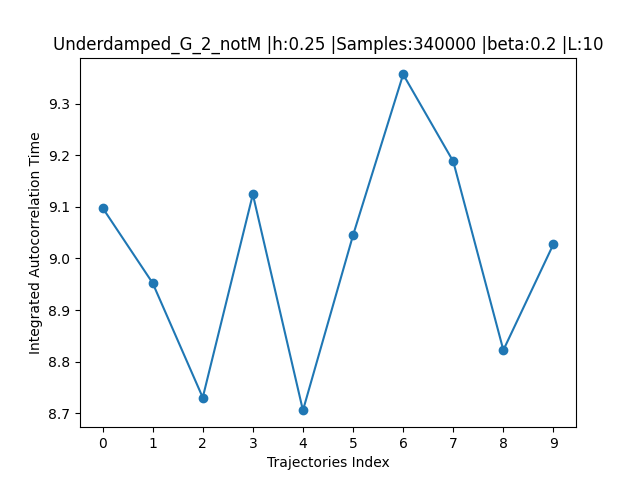 Underdamped_G_2_notM |h:0.25 |Samples:340000 |beta:0.2 |L:10
Integrated Autocorrelation Time
9.3
9.2
9.1
9.0
8.9
8.8
8.7
0 1 2 3 4 5 6 7 8 9
Trajectories Index